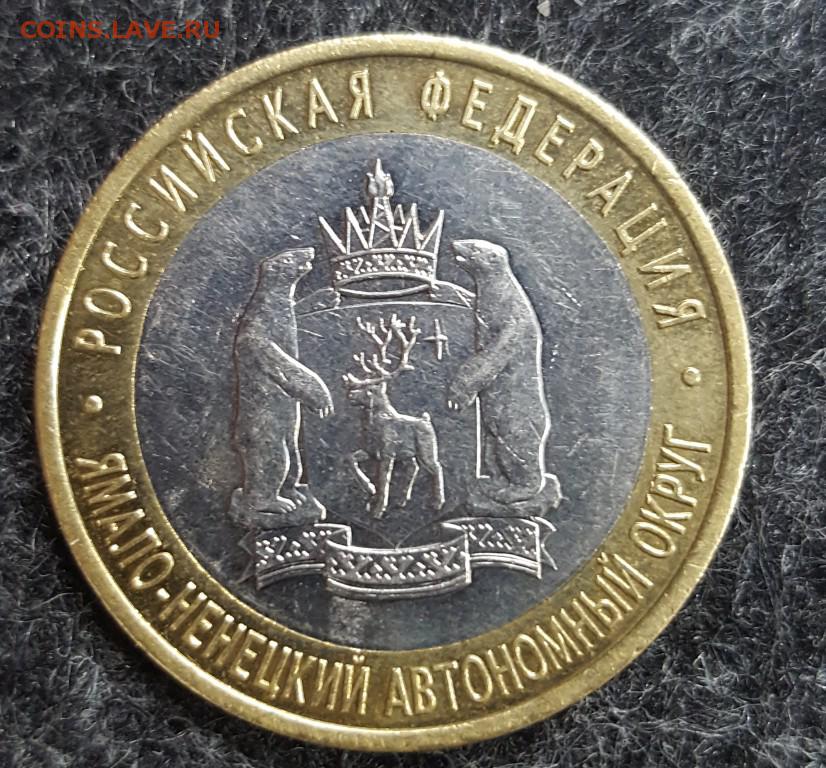 COINS.LAVE.RU
РОССИЙСКАЯ ФЕДЕРАЦИЯ
ЯМАЛО-НЕНЕЦКИЙ АВТОНОМНЫЙ ОКРУГ